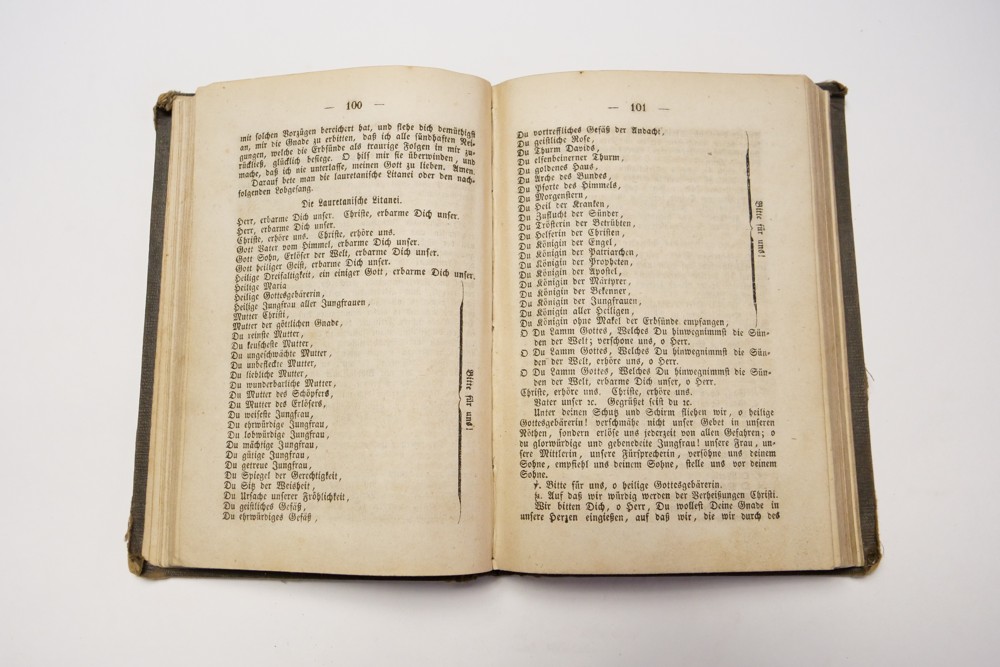 — 100 —
mit solchen Vorzügen bereichert hat, und flehe dich demüthigst
an, mir die Gnade zu erbitten, daß ich alle sündhaften Nei-
gungen, welche die Erbsünde als traurige Folgen in mir zu-
rückließ, glücklich besiege. O hilf mir sie überwinden, und
mache, daß ich nie unterlasse, meinen Gott zu lieben. Amen.
Darauf bete man die lauretanische Litanei oder den nach-
folgenden Lobgesang.
Die Lauretanische Litanei.
Herr, erbarme Dich unser. Christe, erbarme Dich unser.
Herr, erbarme Dich unser.
Christe, erhöre uns. Christe, erhöre uns.
Gott Vater vom Himmel, erbarme Dich unser.
Gott Sohn, Erlöser der Welt, erbarme Dich unser.
Gott heiliger Geist, erbarme Dich unser.
Heilige Dreifaltigkeit, ein einiger Gott, erbarme Dich unser.
Heilige Maria
Heilige Gottesgebärerin,
Heilige Jungfrau aller Jungfrauen,
Mutter Christi,
Mutter der göttlichen Gnade,
Du reinste Mutter,
Du keuscheste Mutter,
Du ungeschwächte Mutter,
Du unbefleckte Mutter,
Du liebliche Mutter,
Du wunderbarliche Mutter,
Du Mutter des Schöpfers,
Du Mutter des Erlösers,
Du weiseste Jungfrau,
Du ehrwürdige Jungfrau,
Du lobwürdige Jungfrau,
Du mächtige Jungfrau,
Du gütige Jungfrau,
Du getreue Jungfrau,
Du Spiegel der Gerechtigkeit,
Du Sitz der Weisheit,
Du Ursache unserer Fröhlichkeit,
Du geistliches Gefäß,
Du ehrwürdiges Gefäß,
Bitte für uns!
— 101 —
Du vortreffliches Gefäß der Andacht,
Du geistliche Rose,
Du Thurm Davids,
Du elfenbeinerner Thurm,
Du goldenes Haus,
Du Arche des Bundes,
Du Pforte des Himmels,
Du Morgenstern,
Du Heil der Kranken,
Du Zuflucht der Sünder,
Du Trösterin der Betrübten,
Du Helferin der Christen,
Du Königin der Engel,
Du Königin der Patriarchen,
Du Königin der Propheten,
Du Königin der Apostel,
Du Königin der Märtyrer,
Du Königin der Bekenner,
Du Königin der Jungfrauen,
Du Königin aller Heiligen,
Du Königin ohne Makel der Erbsünde empfangen,
Bitte für uns!
O Du Lamm Gottes, Welches Du hinwegnimmst die Sün-
den der Welt; verschone uns, o Herr.
O Du Lamm Gottes, Welches Du hinwegnimmst die Sün-
den der Welt, erhöre uns, o Herr.
O Du Lamm Gottes, Welches Du hinwegnimmst die Sün-
den der Welt, erbarme Dich unser, o Herr.
Christe, erhöre uns. Christe, erhöre uns.
Vater unser ꝛc. Gegrüßet seist du ꝛc.
Unter deinen Schutz und Schirm fliehen wir, o heilige
Gottesgebärerin! verschmähe nicht unser Gebet in unseren
Nöthen, sondern erlöse uns jederzeit von allen Gefahren; o
du glorwürdige und gebenedeite Jungfrau! unsere Frau, un-
sere Mittlerin, unsere Fürsprecherin, versöhne uns deinem
Sohne, empfiehl uns deinem Sohne, stelle uns vor deinem
Sohne.
℣. Bitte für uns, o heilige Gottesgebärerin.
℟. Auf daß wir würdig werden der Verheißungen Christi.
Wir bitten Dich, o Herr, Du wollest Deine Gnade in
unsere Herzen eingießen, auf daß wir, die wir durch des